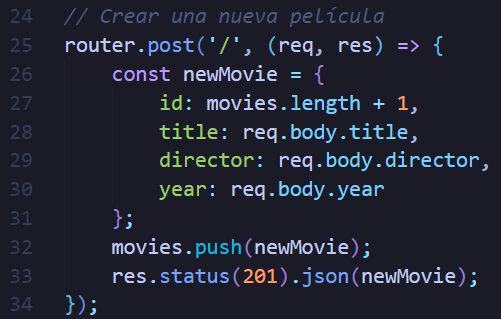 24 // Crear una nueva película
25 router.post('/', (req, res) => {
26     const newMovie = {
27         id: movies.length + 1,
28         title: req.body.title,
29         director: req.body.director,
30         year: req.body.year
31     };
32     movies.push(newMovie);
33     res.status(201).json(newMovie);
34 });